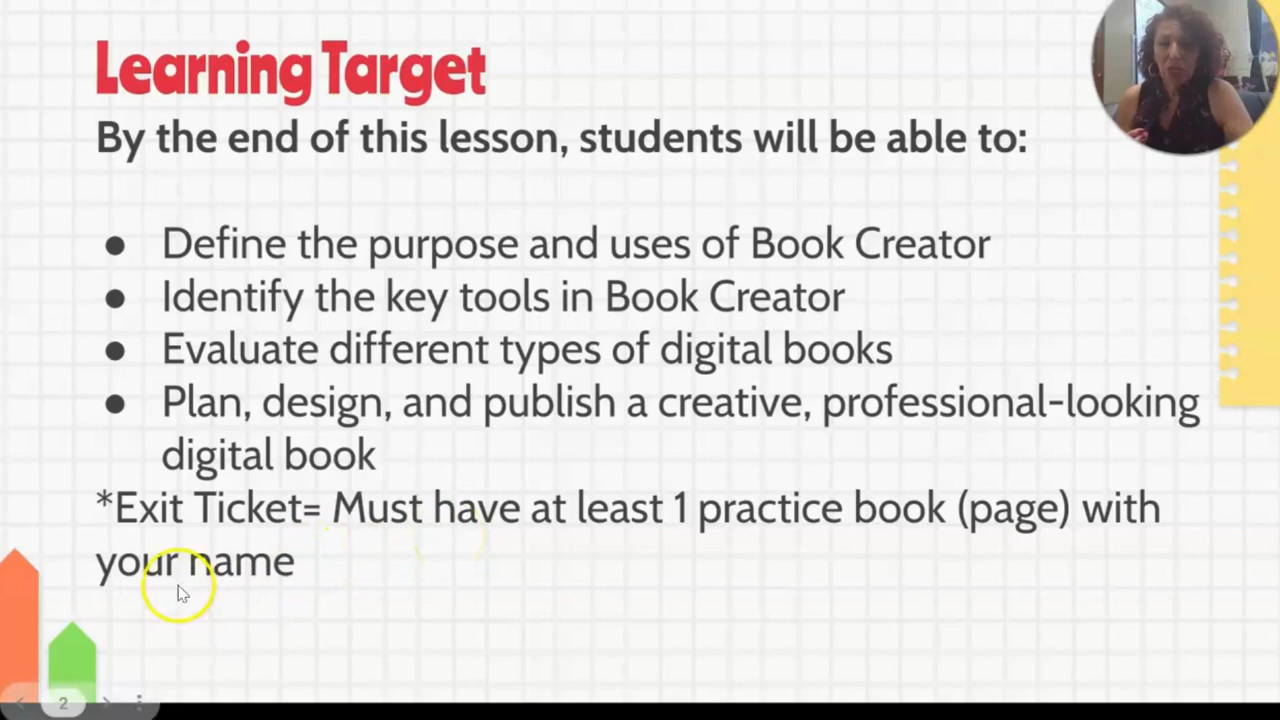 Learning Target
By the end of this lesson, students will be able to:
● Define the purpose and uses of Book Creator
● Identify the key tools in Book Creator
● Evaluate different types of digital books
● Plan, design, and publish a creative, professional-looking
digital book
*Exit Ticket= Must have at least 1 practice book (page) with
your name
2